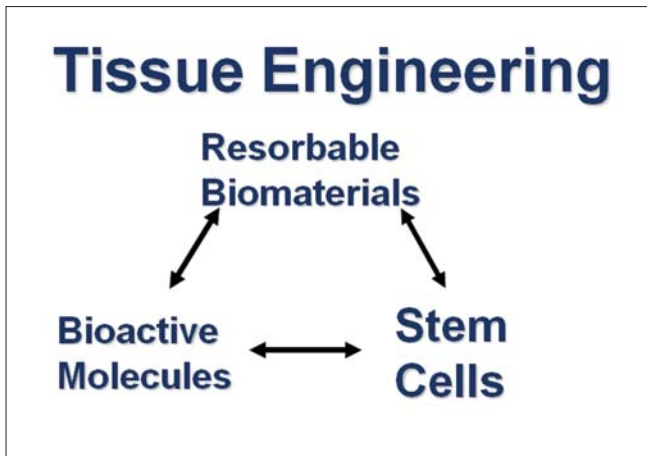 Tissue Engineering
Resorbable
Biomaterials
Bioactive
Molecules
Stem
Cells